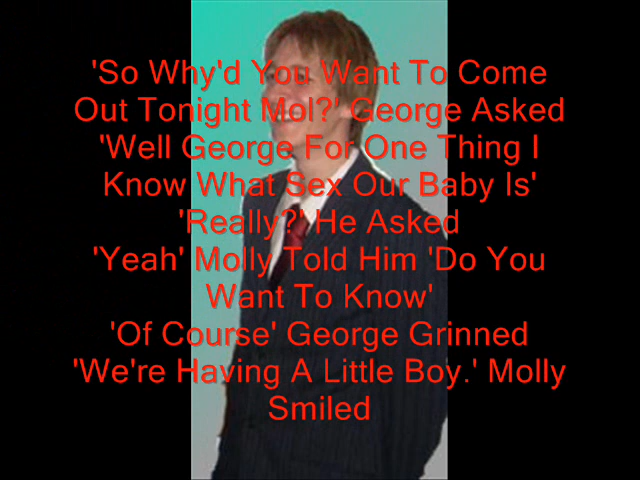 'So Why'd You Want To Come
Out Tonight Mol?' George Asked
'Well George For One Thing I
Know What Sex Our Baby Is'
'Really?' He Asked
'Yeah' Molly Told Him 'Do You
Want To Know'
'Of Course' George Grinned
'We're Having A Little Boy.' Molly
Smiled